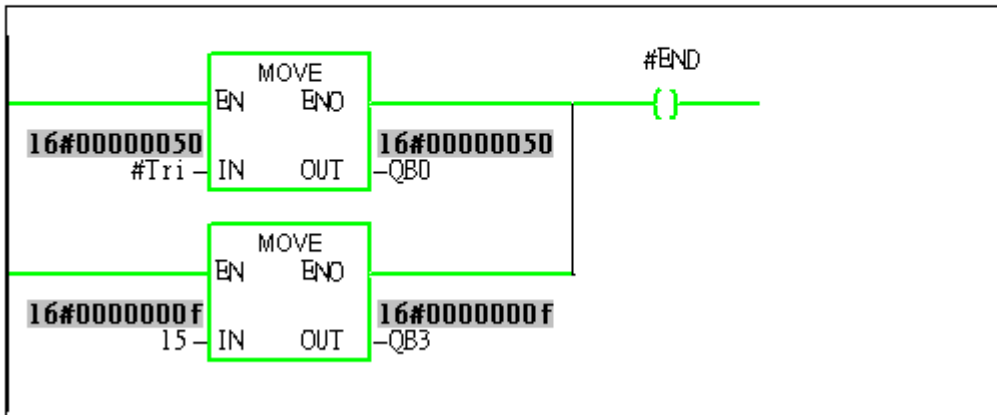 #END
MOVE
EN ENO
16#00000050 16#00000050
#Tri IN OUT QB0
MOVE
EN ENO
16#0000000f 16#0000000f
15 IN OUT QB3